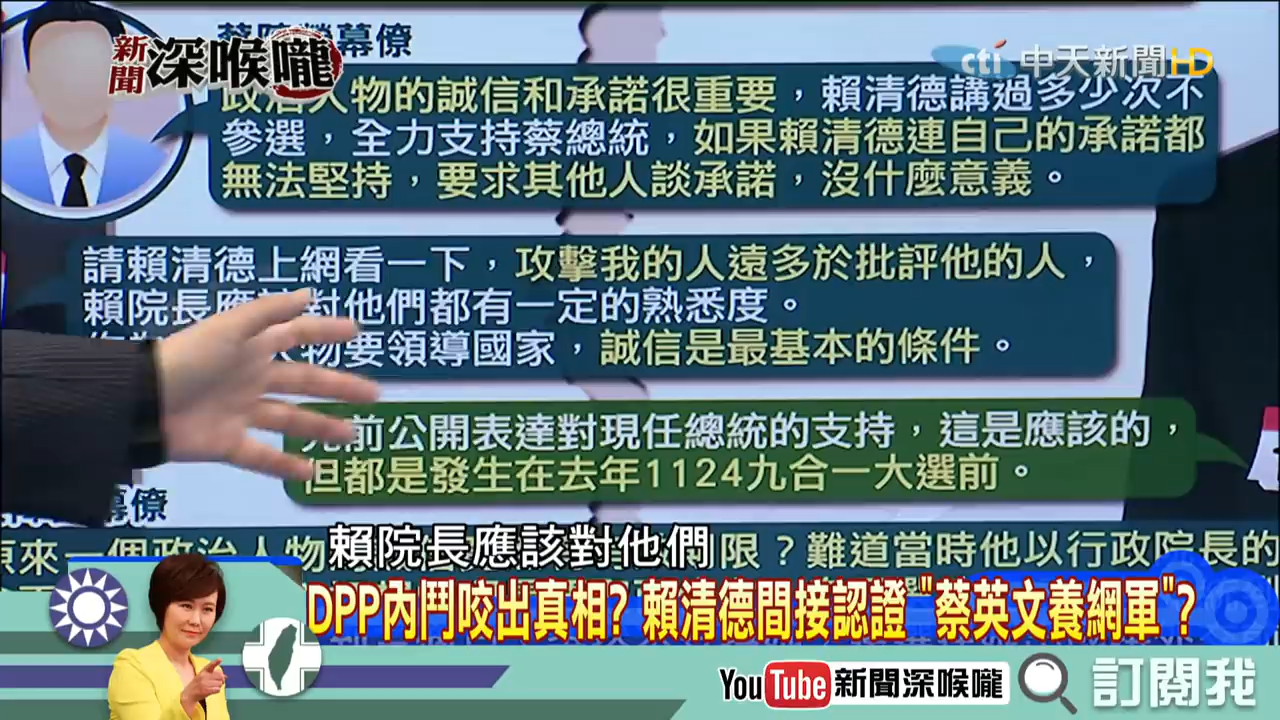 新聞深喉嚨
幕僚
cti 中天新聞HD
政治人物的誠信和承諾很重要，賴清德講過多少次不
參選，全力支持蔡總統，如果賴清德連自己的承諾都
無法堅持，要求其他人談承諾，沒什麼意義。
請賴清德上網看一下，攻擊我的人遠多於批評他的人，
賴院長應該對他們都有一定的熟悉度。
人物要領導國家，誠信是最基本的條件。
先前公開表達對現任總統的支持，這是應該的，
但都是發生在去年1124九合一大選前。
幕僚
原來一個政治人物
限？難道當時他以行政院長的
賴院長應該對他們
DPP內鬥咬出真相？賴清德間接認證"蔡英文養網軍"？
YouTube 新聞深喉嚨 訂閱我